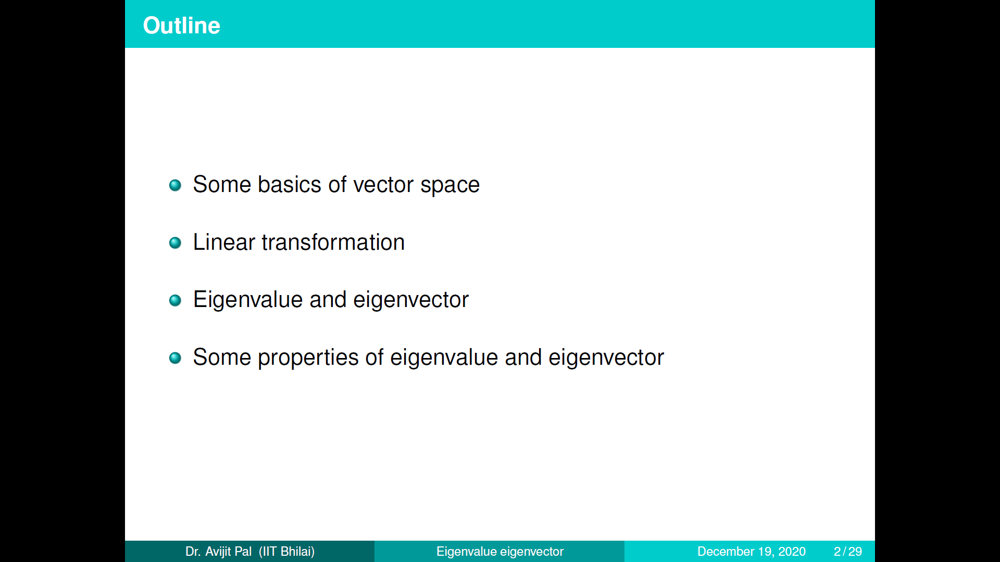 Outline
Some basics of vector space
Linear transformation
Eigenvalue and eigenvector
Some properties of eigenvalue and eigenvector
Dr. Avijit Pal (IIT Bhilai) Eigenvalue eigenvector December 19, 2020 2 / 29